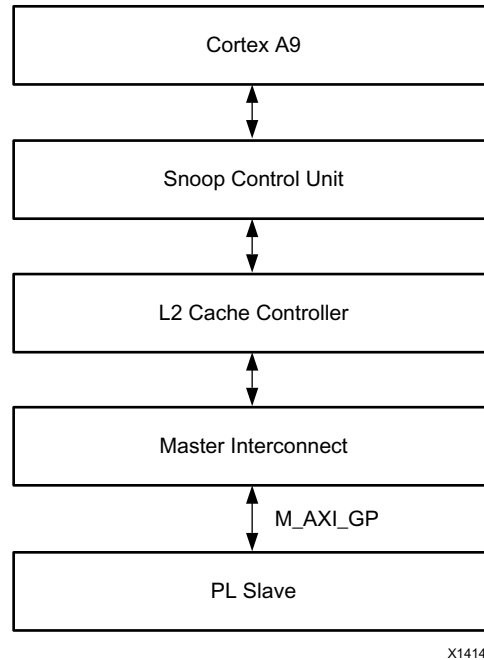 Cortex A9
Snoop Control Unit
L2 Cache Controller
Master Interconnect
M_AXI_GP
PL Slave
X1414